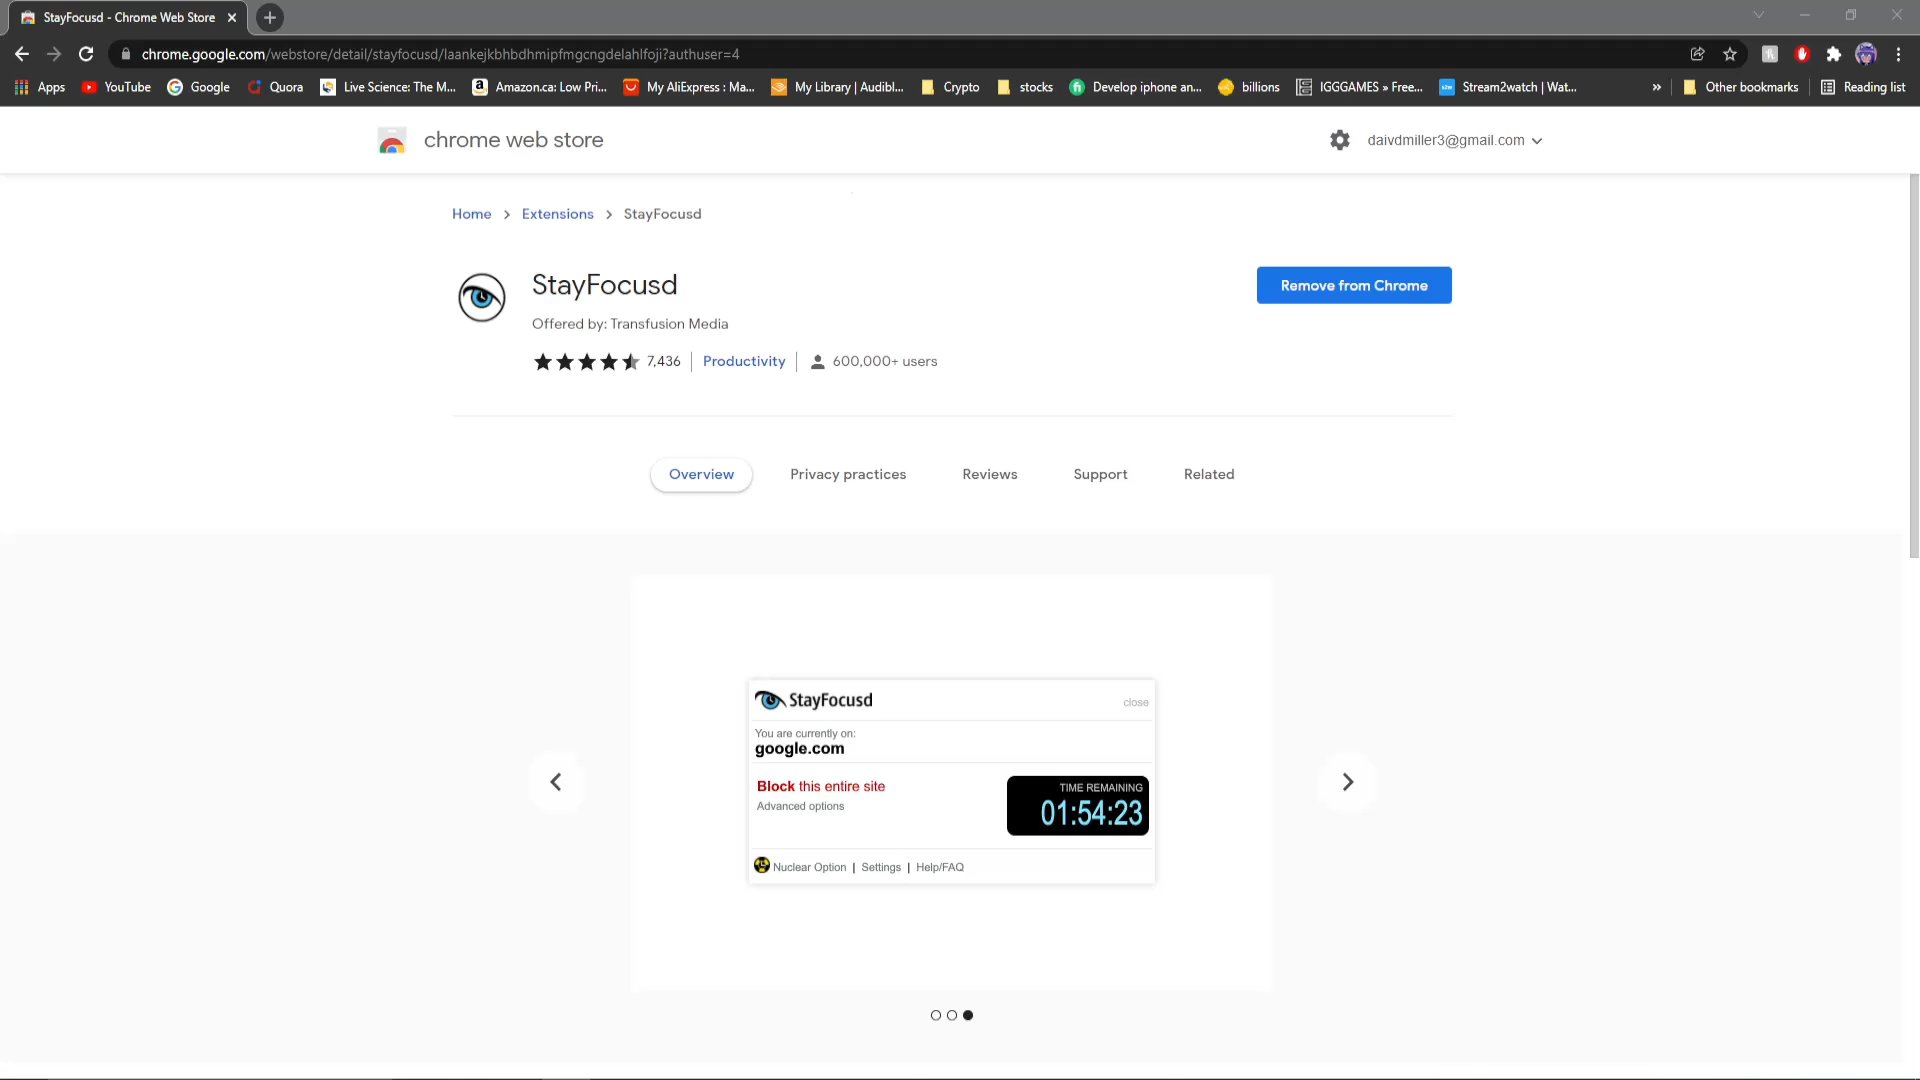 StayFocusd - Chrome Web Store
chrome.google.com/webstore/detail/stayfocusd/laankejkbhbdhmipfmgcngdelahlfoji?authuser=4
Apps YouTube Google Quora Live Science: The M... Amazon.ca: Low Pri... My AliExpress : Ma... My Library | Audibl... Crypto stocks Develop iphone an... billions IGGGAMES » Free... Stream2watch | Wat... » Other bookmarks Reading list
chrome web store daivdmiller3@gmail.com
Home > Extensions > StayFocusd
StayFocusd
Remove from Chrome
Offered by: Transfusion Media
7,436 Productivity 600,000+ users
Overview Privacy practices Reviews Support Related
StayFocusd close
You are currently on:
google.com
Block this entire site
Advanced options
TIME REMAINING
01:54:23
Nuclear Option | Settings | Help/FAQ